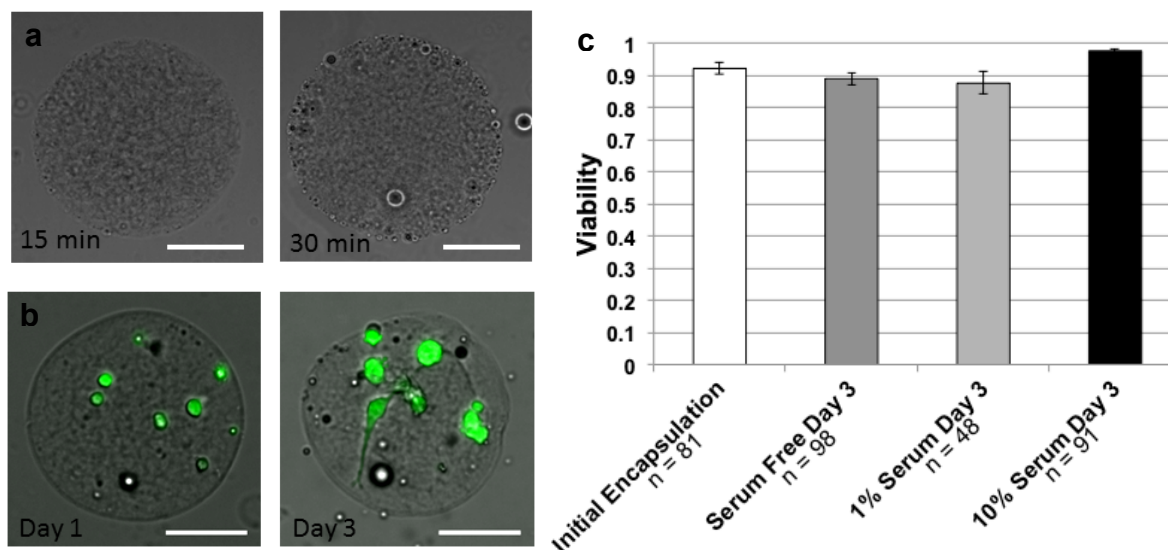 a
15 min
30 min
b
Day 1
Day 3
c
Viability
1
0.9
0.8
0.7
0.6
0.5
0.4
0.3
0.2
0.1
0
Initial Encapsulation
n = 81
Serum Free Day 3
n = 98
1% Serum Day 3
n = 48
10% Serum Day 3
n = 91